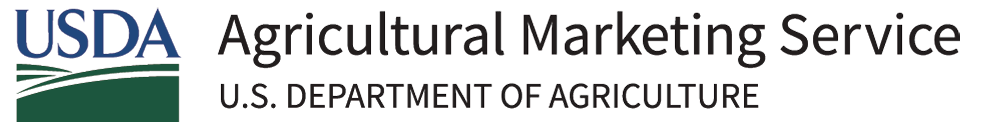 USDA
Agricultural Marketing Service
U.S. DEPARTMENT OF AGRICULTURE